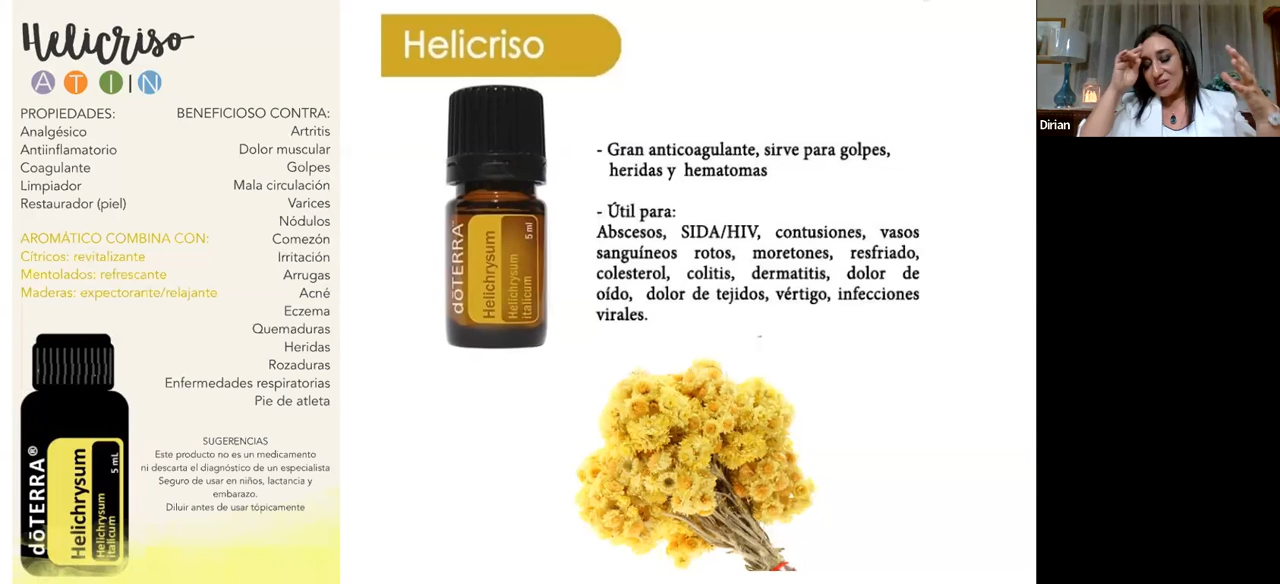 Helicriso
A T I | N
PROPIEDADES:
Analgésico
Antiinflamatorio
Coagulante
Limpiador
Restaurador (piel)
AROMÁTICO COMBINA CON:
Cítricos: revitalizante
Mentolados: refrescante
Maderas: expectorante/relajante
BENEFICIOSO CONTRA:
Artritis
Dolor muscular
Golpes
Mala circulación
Varices
Nódulos
Comezón
Irritación
Arrugas
Acné
Eczema
Quemaduras
Heridas
Rozaduras
Enfermedades respiratorias
Pie de atleta
SUGERENCIAS
Este producto no es un medicamento
ni descarta el diagnóstico de un especialista
Seguro de usar en niños, lactancia y
embarazo.
Diluir antes de usar tópicamente
dōTERRA®
Helichrysum
Helichrysum
italicum
5 mL
Helicriso
dōTERRA
Helichrysum
Helichrysum
italicum
5 ml
- Gran anticoagulante, sirve para golpes,
heridas y hematomas
- Útil para:
Abscesos, SIDA/HIV, contusiones, vasos
sanguíneos rotos, moretones, resfriado,
colesterol, colitis, dermatitis, dolor de
oído, dolor de tejidos, vértigo, infecciones
virales.
Dirian